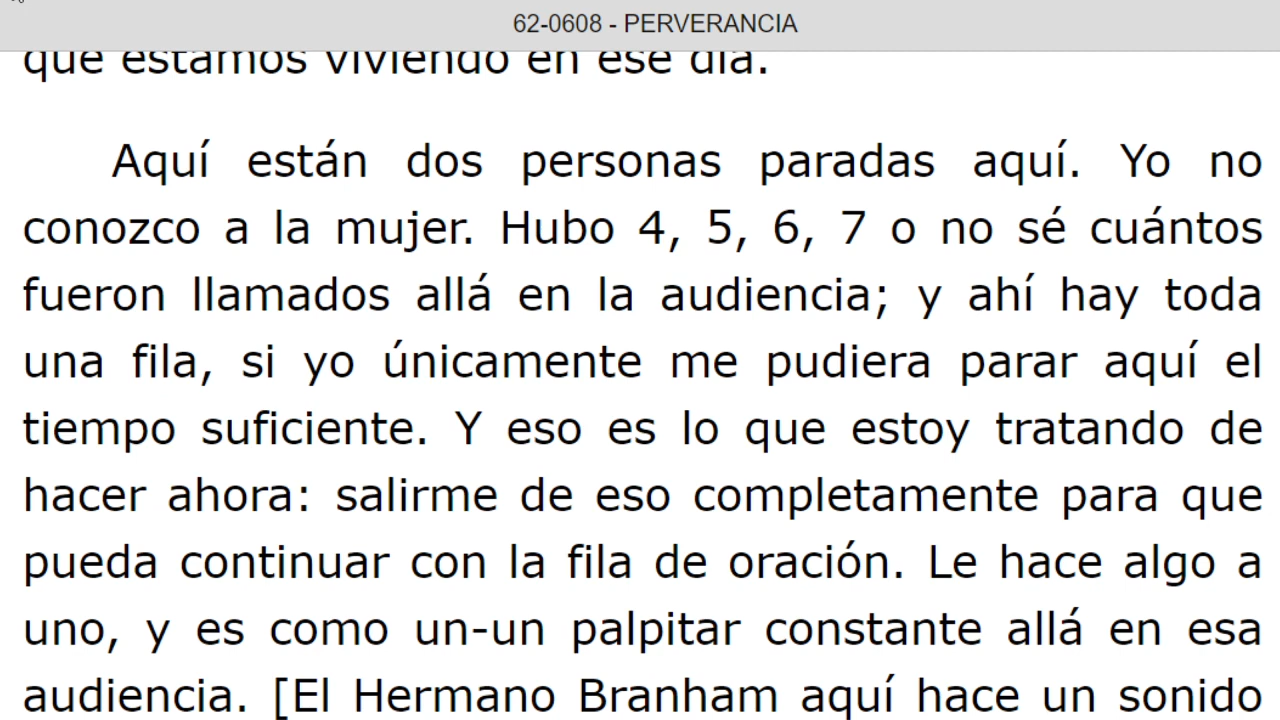 62-0608 - PERVERANCIA
que estamos viviendo en ese día.
Aquí están dos personas paradas aquí. Yo no
conozco a la mujer. Hubo 4, 5, 6, 7 o no sé cuántos
fueron llamados allá en la audiencia; y ahí hay toda
una fila, si yo únicamente me pudiera parar aquí el
tiempo suficiente. Y eso es lo que estoy tratando de
hacer ahora: salirme de eso completamente para que
pueda continuar con la fila de oración. Le hace algo a
uno, y es como un-un palpitar constante allá en esa
audiencia. [El Hermano Branham aquí hace un sonido